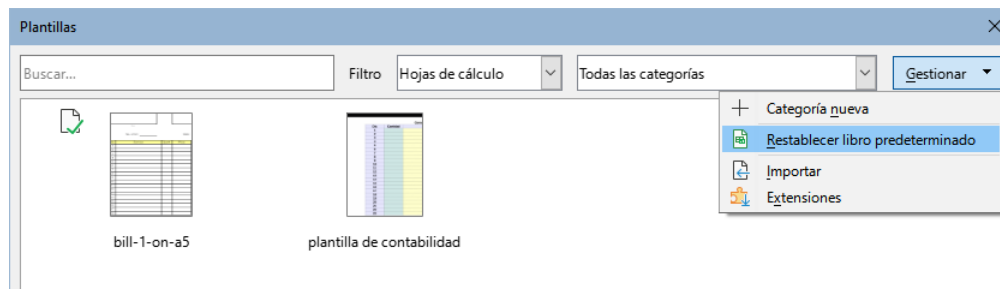 Plantillas
Buscar...
Filtro
Hojas de cálculo
Todas las categorías
Gestionar
Categoría nueva
Restablecer libro predeterminado
Importar
Extensiones
bill-1-on-a5
plantilla de contabilidad